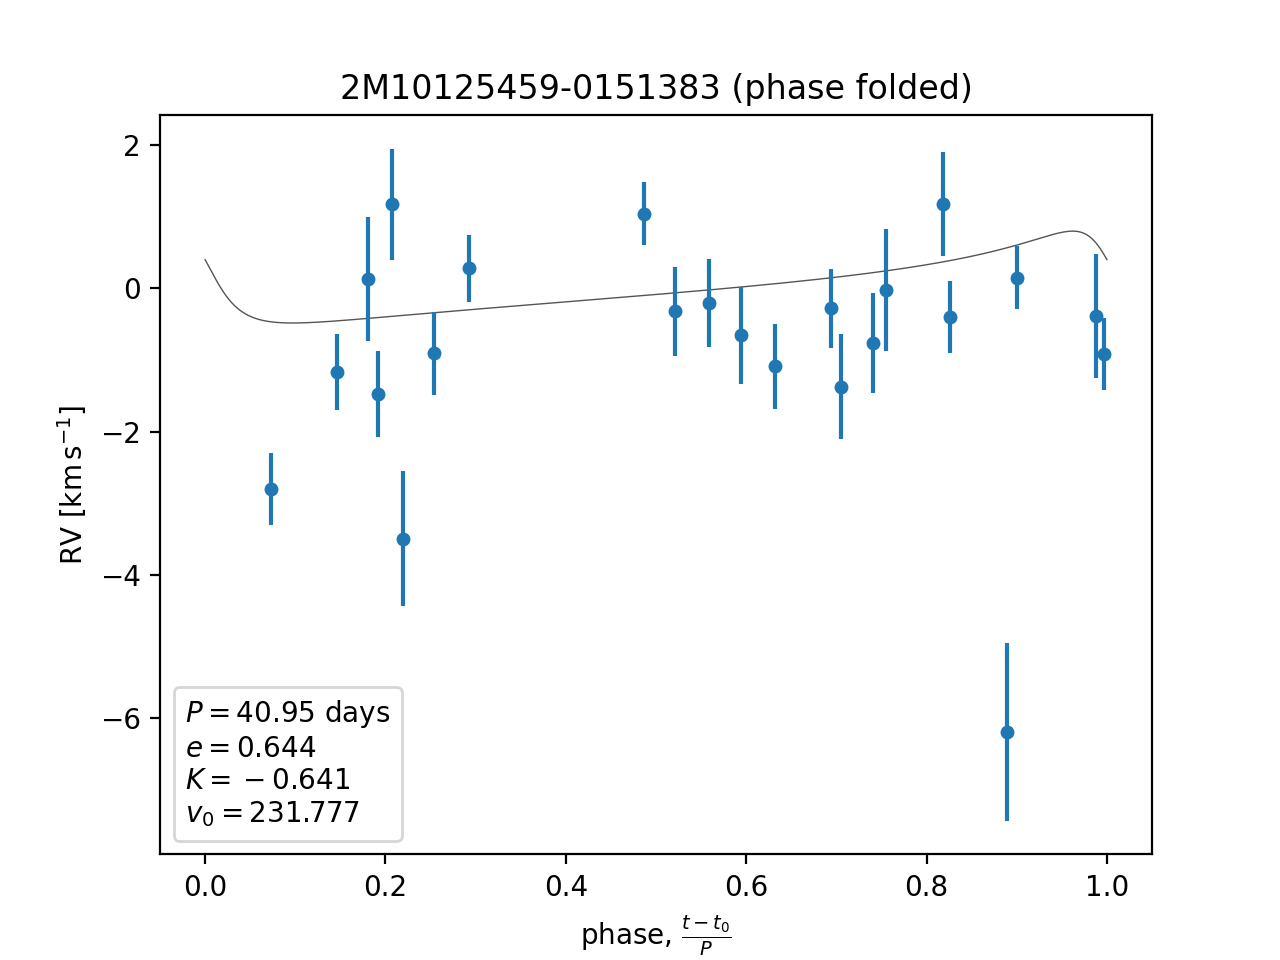 2M10125459-0151383 (phase folded)
RV [km s⁻¹]
2
0
−2
−4
−6
P = 40.95 days
e = 0.644
K = −0.641
v₀ = 231.777
0.0 0.2 0.4 0.6 0.8 1.0
phase, (t − t₀)/P